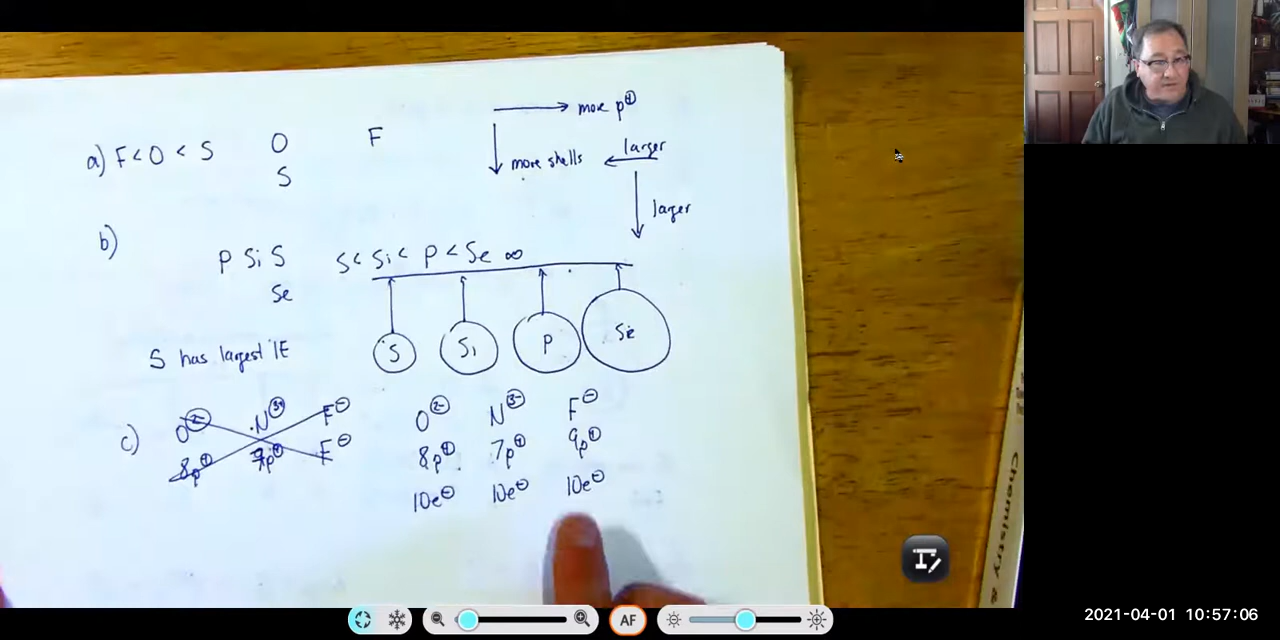 a) F < O < S O F
S
→ more p⊕
↓ more shells
← larger
↓ larger
b)
P Si S S < Si < P < Se ∞
Se
S Si P Se
S has largest IE
c) O²⁻ N³⁻ F⁻ O²⁻ N³⁻ F⁻
8p⊕ 7p⊕ F⁻ 8p⊕ 7p⊕ 9p⊕
10e⊖ 10e⊖ 10e⊖
Chemistry &
AF
2021-04-01 10:57:06